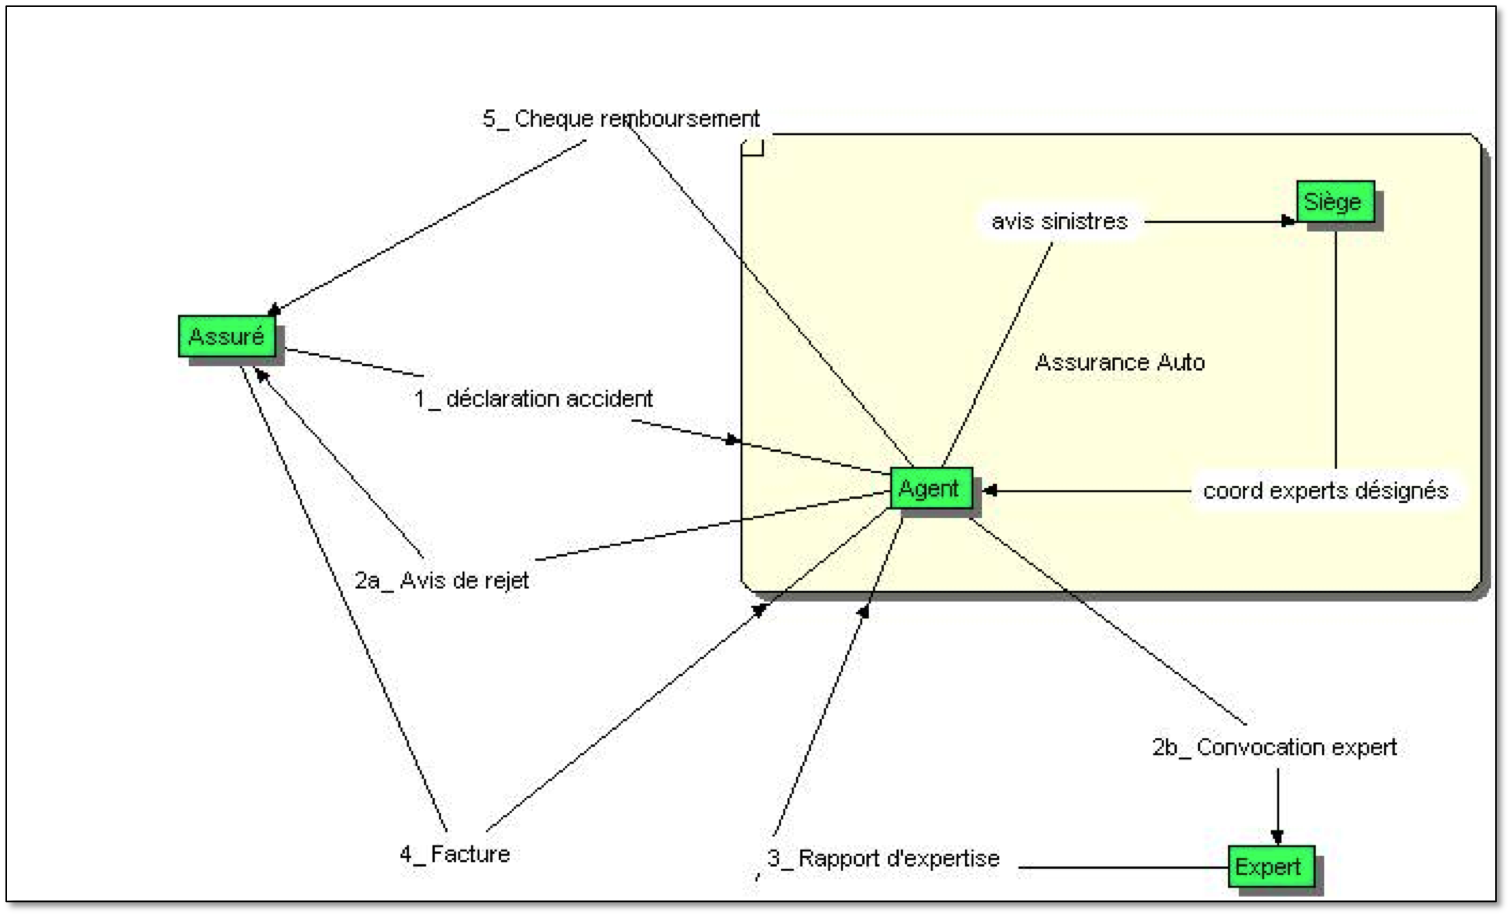 5_ Cheque remboursement
Siège
avis sinistres
Assuré
Assurance Auto
1_ déclaration accident
Agent
coord experts désignés
2a_ Avis de rejet
2b_ Convocation expert
4_ Facture
3_ Rapport d'expertise
Expert